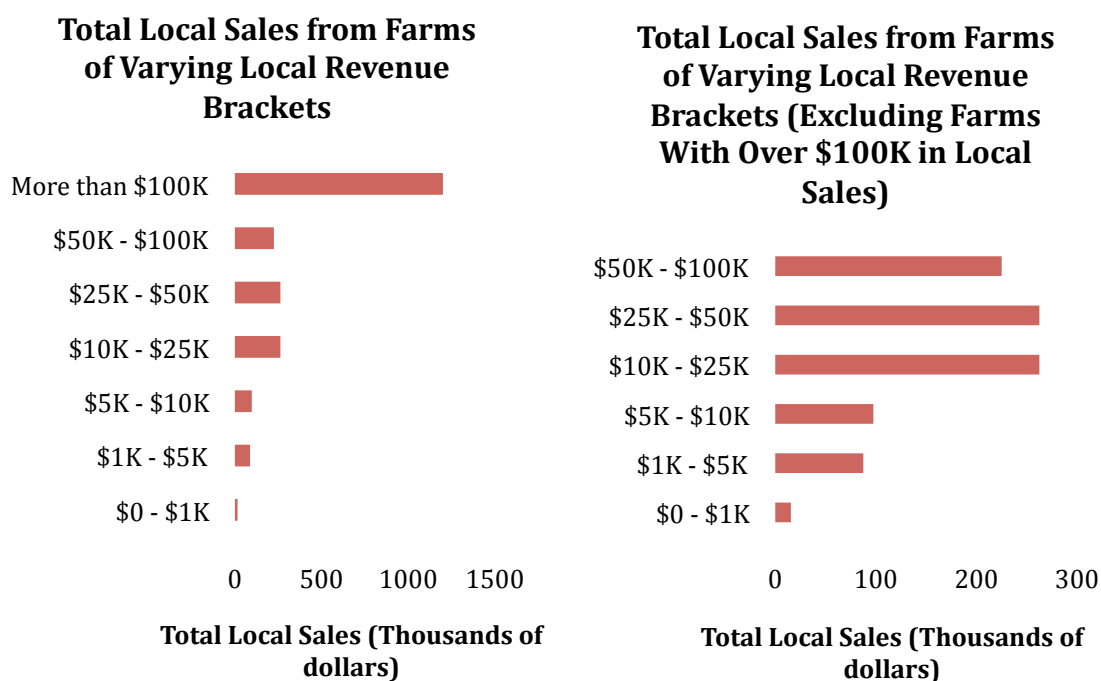 Total Local Sales from Farms
of Varying Local Revenue
Brackets
More than $100K
$50K - $100K
$25K - $50K
$10K - $25K
$5K - $10K
$1K - $5K
$0 - $1K
0 500 1000 1500
Total Local Sales (Thousands of
dollars)
Total Local Sales from Farms
of Varying Local Revenue
Brackets (Excluding Farms
With Over $100K in Local
Sales)
$50K - $100K
$25K - $50K
$10K - $25K
$5K - $10K
$1K - $5K
$0 - $1K
0 100 200 300
Total Local Sales (Thousands of
dollars)